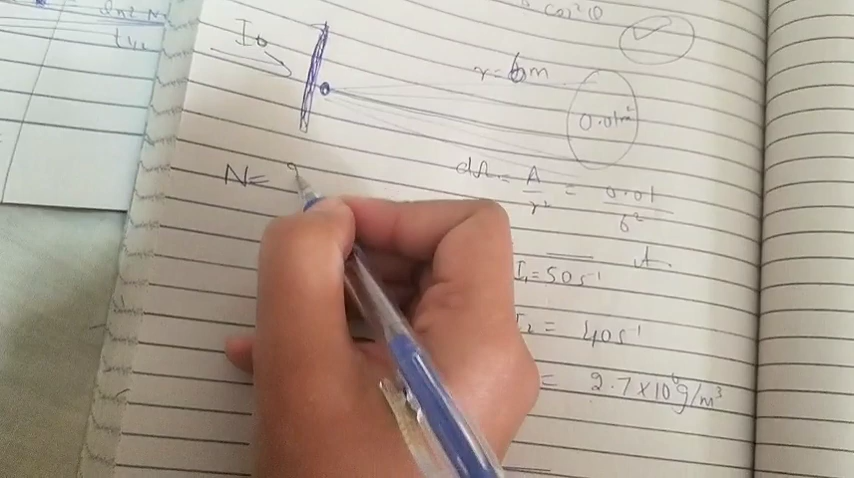 cos²θ
I₀
r = 6m
0.01m²
N =
dΩ = A/r² = 0.01/6²
I₁ = 50 s⁻¹
I₂ = 40 s⁻¹
= 2.7 × 10⁶ g/m³